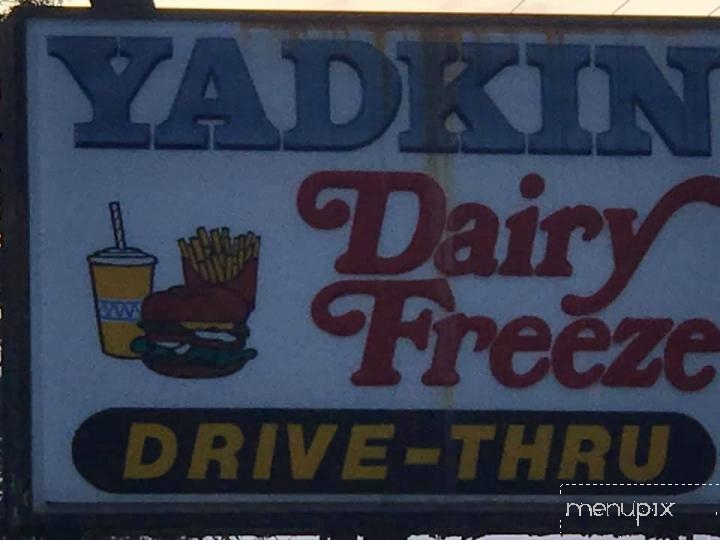 YADKIN
Dairy
Freeze
DRIVE-THRU
menupix